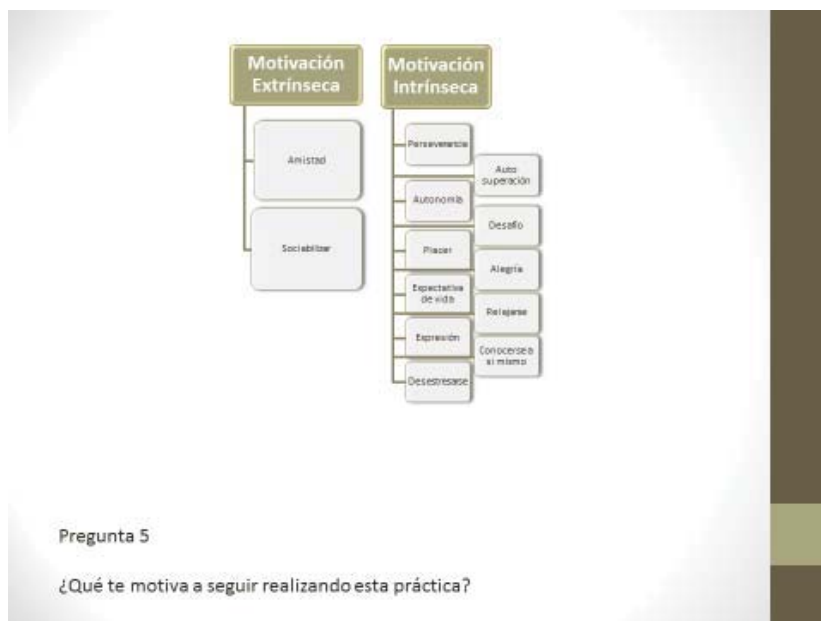 Motivación
Extrínseca
Amistad
Sociabilizar
Motivación
Intrínseca
Perseverancia
Auto
superación
Autonomía
Desafío
Placer
Alegría
Expectativa
de vida
Relajarse
Expresión
Conocerse a
si mismo
Desestresarse
Pregunta 5
¿Qué te motiva a seguir realizando esta práctica?